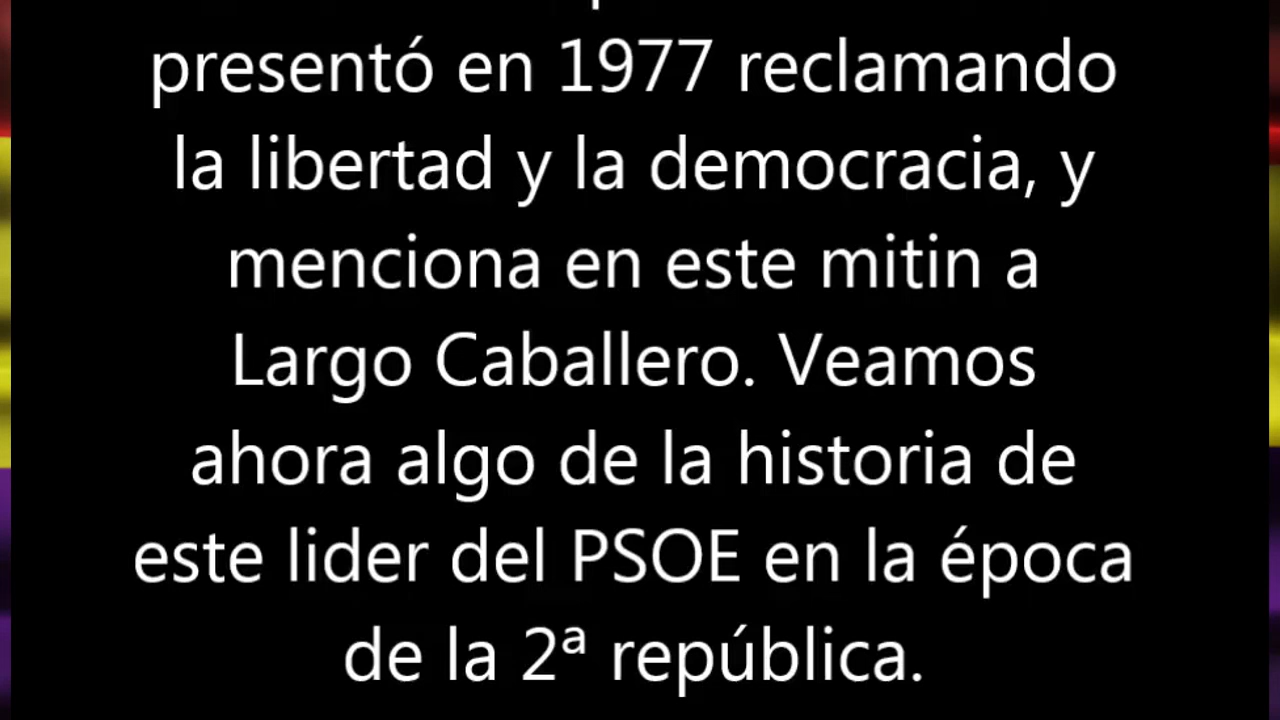 presentó en 1977 reclamando
la libertad y la democracia, y
menciona en este mitin a
Largo Caballero. Veamos
ahora algo de la historia de
este lider del PSOE en la época
de la 2ª república.